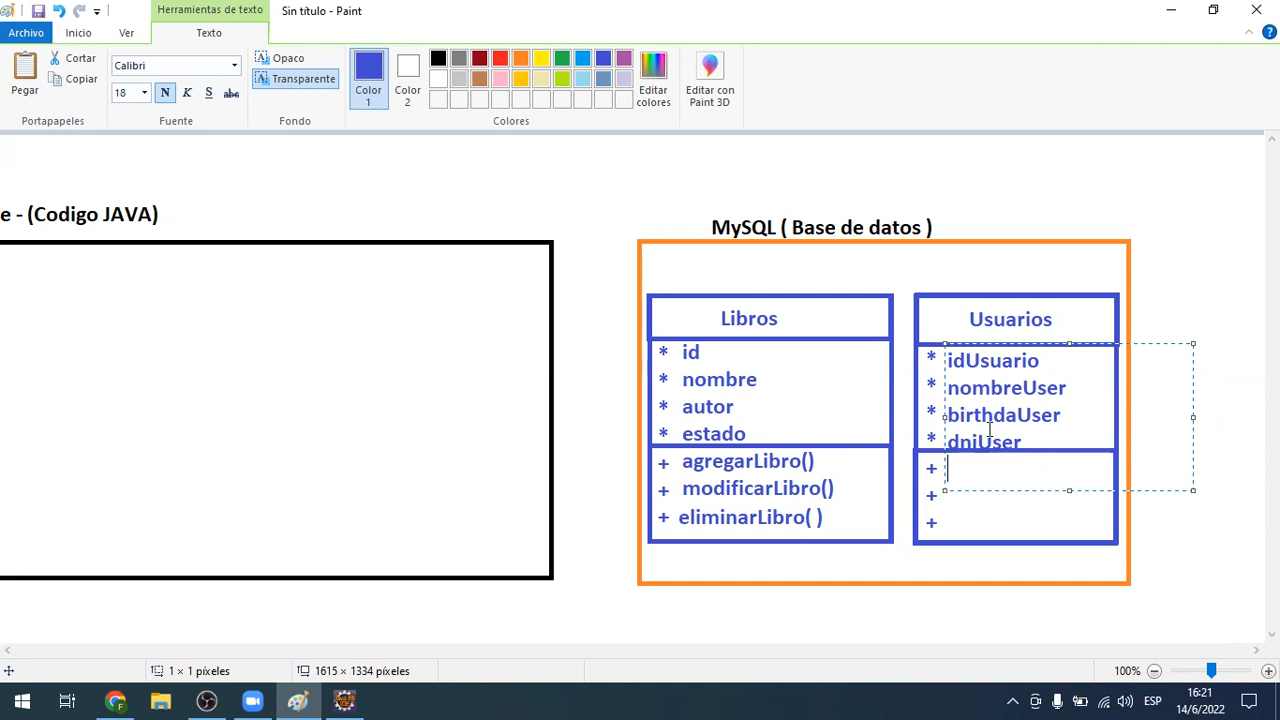 Herramientas de texto
Sin título - Paint
Archivo
Inicio
Ver
Texto
Pegar
Cortar
Copiar
Portapapeles
Calibri
18
N
K
S
abc
Fuente
Opaco
Transparente
Fondo
Color 1
Color 2
Editar colores
Colores
Editar con Paint 3D
e - (Codigo JAVA)
MySQL ( Base de datos )
Libros
* id
* nombre
* autor
* estado
+ agregarLibro()
+ modificarLibro()
+ eliminarLibro( )
Usuarios
* idUsuario
* nombreUser
* birthdaUser
* dniUser
+
+
+
1 × 1 píxeles
1615 × 1334 píxeles
100%
ESP
16:21
14/6/2022